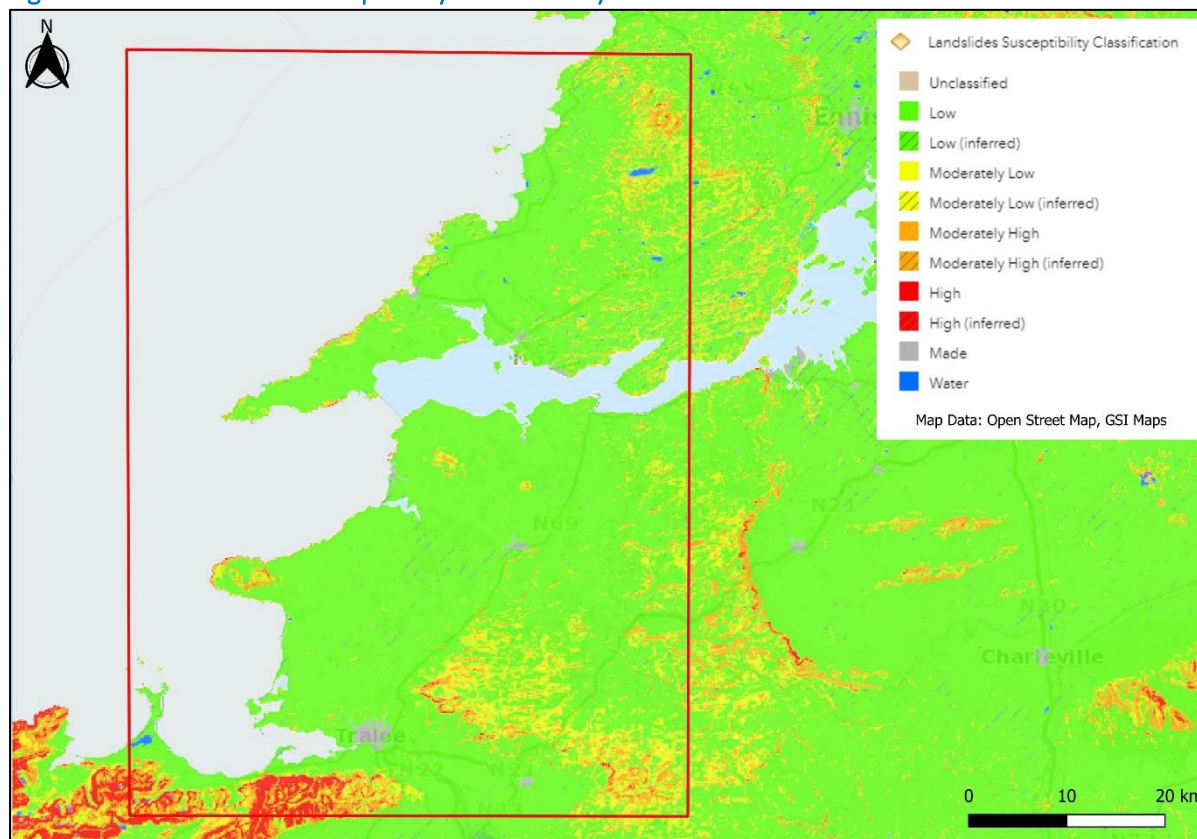 N
Landslides Susceptibility Classification
Unclassified
Low
Low (inferred)
Moderately Low
Moderately Low (inferred)
Moderately High
Moderately High (inferred)
High
High (inferred)
Made
Water
Map Data: Open Street Map, GSI Maps
Ennis
N67
N69
N21
N20
Charleville
Tralee
N22
N21
N23
0 10 20 km